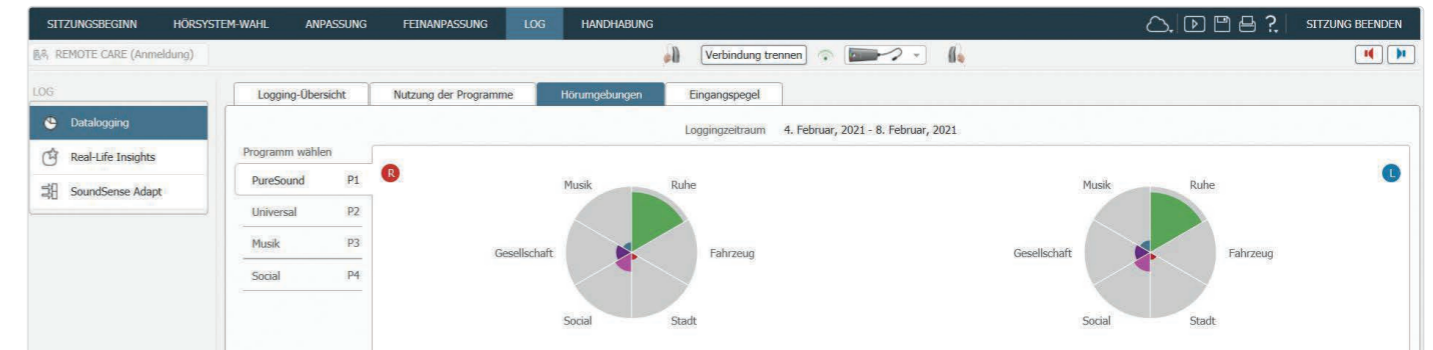 SITZUNGSBEGINN HÖRSYSTEM-WAHL ANPASSUNG FEINANPASSUNG LOG HANDHABUNG ? SITZUNG BEENDEN
REMOTE CARE (Anmeldung) Verbindung trennen
LOG
Logging-Übersicht Nutzung der Programme Hörumgebungen Eingangspegel
Datalogging
Real-Life Insights
SoundSense Adapt
Loggingzeitraum 4. Februar, 2021 - 8. Februar, 2021
Programm wählen
PureSound P1
Universal P2
Musik P3
Social P4
R
Musik Ruhe
Gesellschaft Fahrzeug
Social Stadt
L
Musik Ruhe
Gesellschaft Fahrzeug
Social Stadt